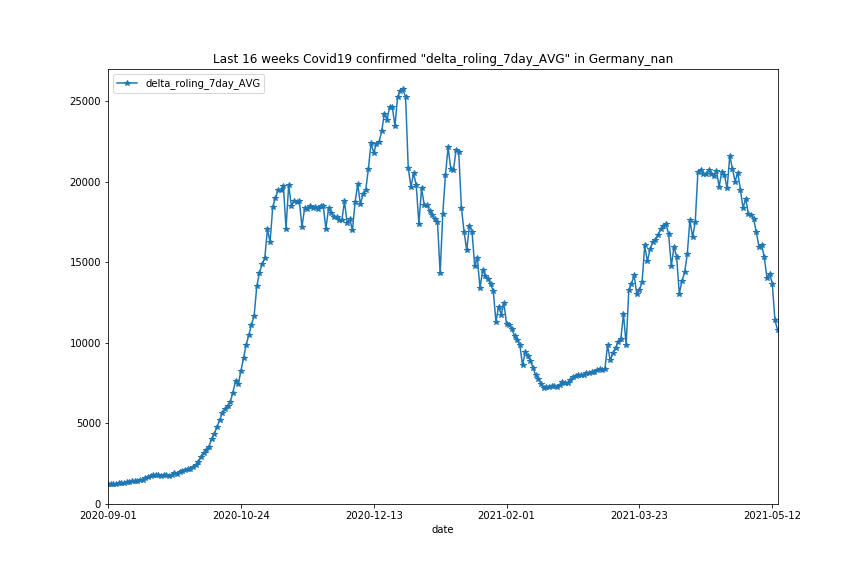 Last 16 weeks Covid19 confirmed "delta_roling_7day_AVG" in Germany_nan
delta_roling_7day_AVG
25000
20000
15000
10000
5000
0
2020-09-01 2020-10-24 2020-12-13 2021-02-01 2021-03-23 2021-05-12
date